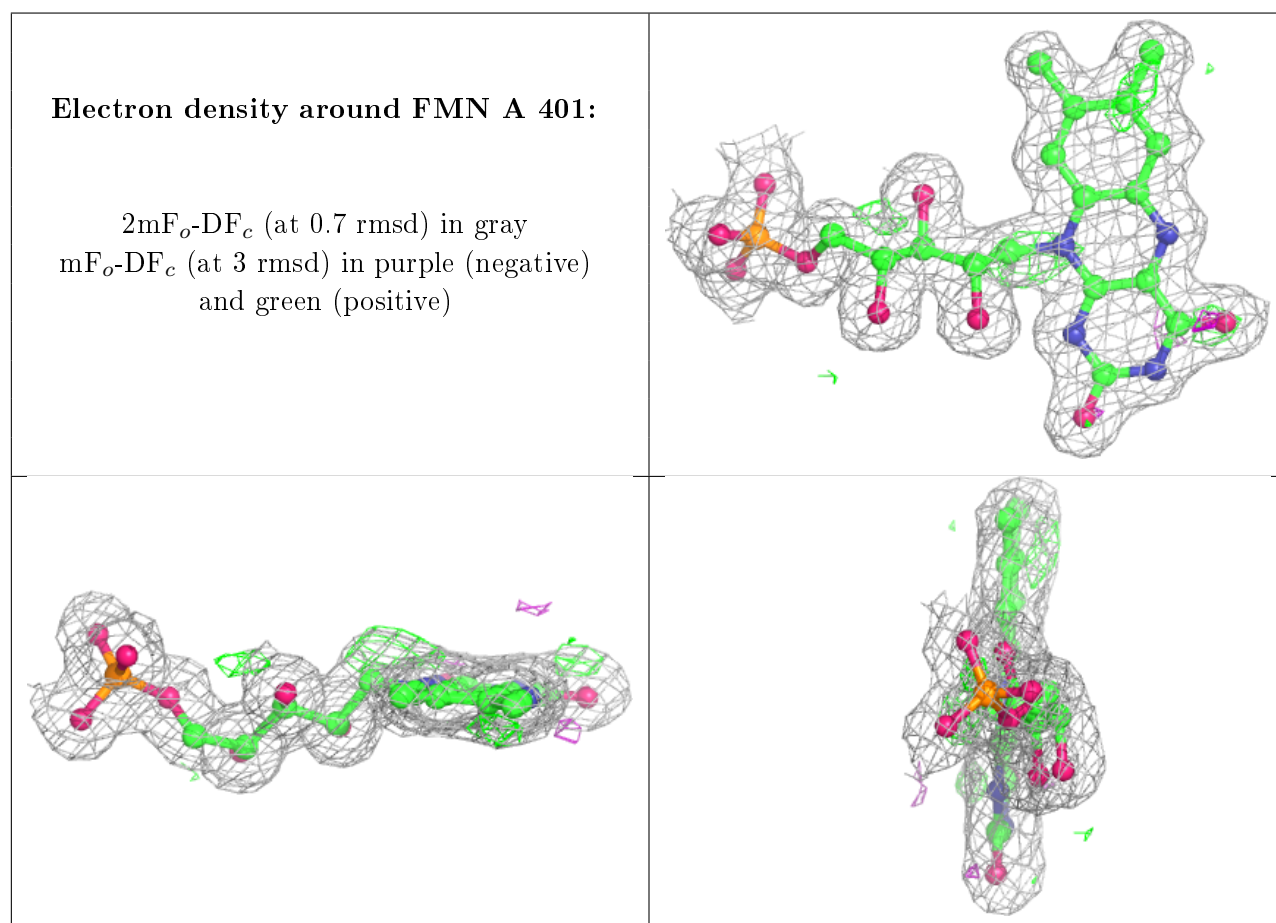 Electron density around FMN A 401:
2mFₒ-DF𝒸 (at 0.7 rmsd) in gray
mFₒ-DF𝒸 (at 3 rmsd) in purple (negative)
and green (positive)